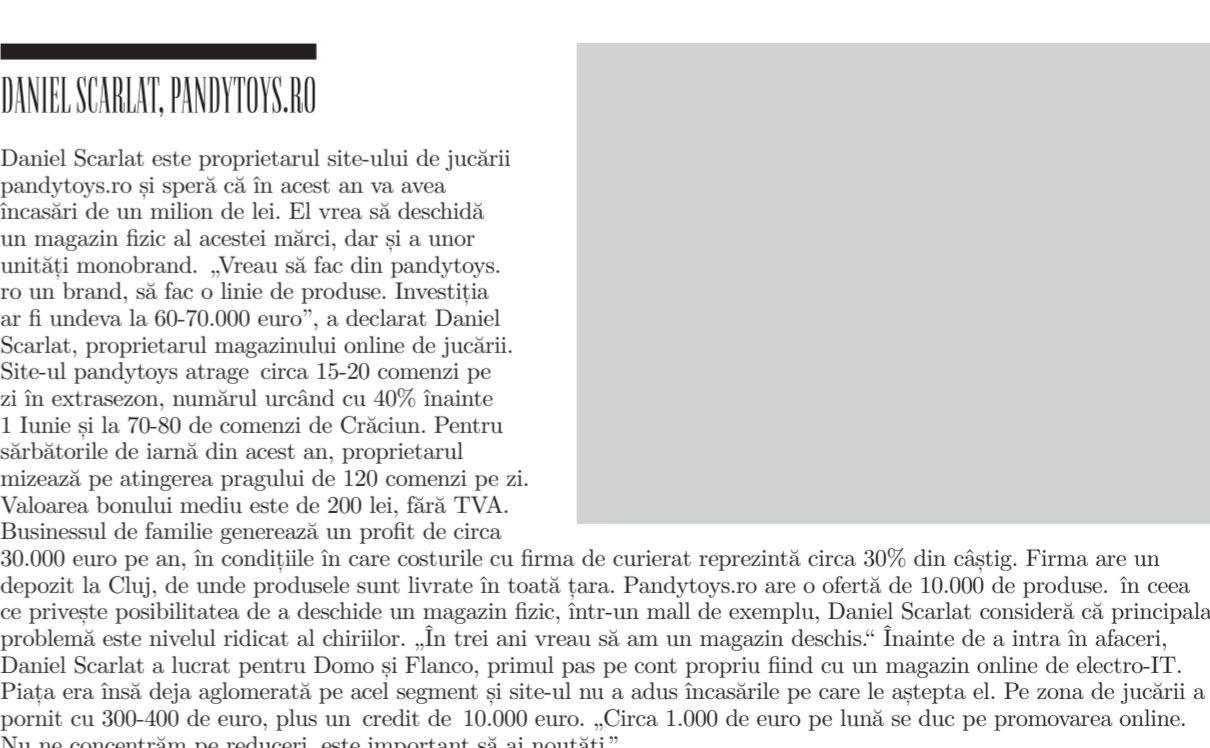 DANIEL SCARLAT, PANDYTOYS.RO
Daniel Scarlat este proprietarul site-ului de jucării
pandytoys.ro și speră că în acest an va avea
încasări de un milion de lei. El vrea să deschidă
un magazin fizic al acestei mărci, dar și a unor
unități monobrand. „Vreau să fac din pandytoys.
ro un brand, să fac o linie de produse. Investiția
ar fi undeva la 60-70.000 euro”, a declarat Daniel
Scarlat, proprietarul magazinului online de jucării.
Site-ul pandytoys atrage circa 15-20 comenzi pe
zi în extrasezon, numărul urcând cu 40% înainte
1 Iunie și la 70-80 de comenzi de Crăciun. Pentru
sărbătorile de iarnă din acest an, proprietarul
mizează pe atingerea pragului de 120 comenzi pe zi.
Valoarea bonului mediu este de 200 lei, fără TVA.
Businessul de familie generează un profit de circa
30.000 euro pe an, în condițiile în care costurile cu firma de curierat reprezintă circa 30% din câștig. Firma are un
depozit la Cluj, de unde produsele sunt livrate în toată țara. Pandytoys.ro are o ofertă de 10.000 de produse. în ceea
ce privește posibilitatea de a deschide un magazin fizic, într-un mall de exemplu, Daniel Scarlat consideră că principala
problemă este nivelul ridicat al chiriilor. „În trei ani vreau să am un magazin deschis.“ Înainte de a intra în afaceri,
Daniel Scarlat a lucrat pentru Domo și Flanco, primul pas pe cont propriu fiind cu un magazin online de electro-IT.
Piața era însă deja aglomerată pe acel segment și site-ul nu a adus încasările pe care le aștepta el. Pe zona de jucării a
pornit cu 300-400 de euro, plus un credit de 10.000 euro. „Circa 1.000 de euro pe lună se duc pe promovarea online.
Nu ne concentrăm pe reduceri, este important să ai noutăți.”